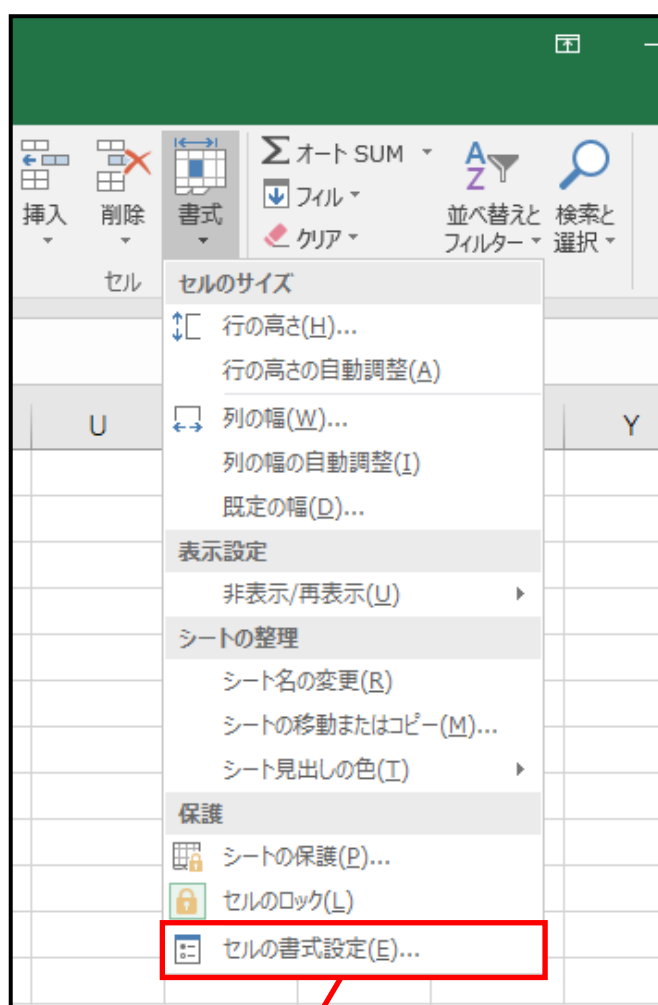 オート SUM
挿入 削除 書式 フィル 並べ替えと 検索と
クリア フィルター 選択
セル
セルのサイズ
行の高さ(H)...
行の高さの自動調整(A)
U Y
列の幅(W)...
列の幅の自動調整(I)
既定の幅(D)...
表示設定
非表示/再表示(U)
シートの整理
シート名の変更(R)
シートの移動またはコピー(M)...
シート見出しの色(T)
保護
シートの保護(P)...
セルのロック(L)
セルの書式設定(E)...